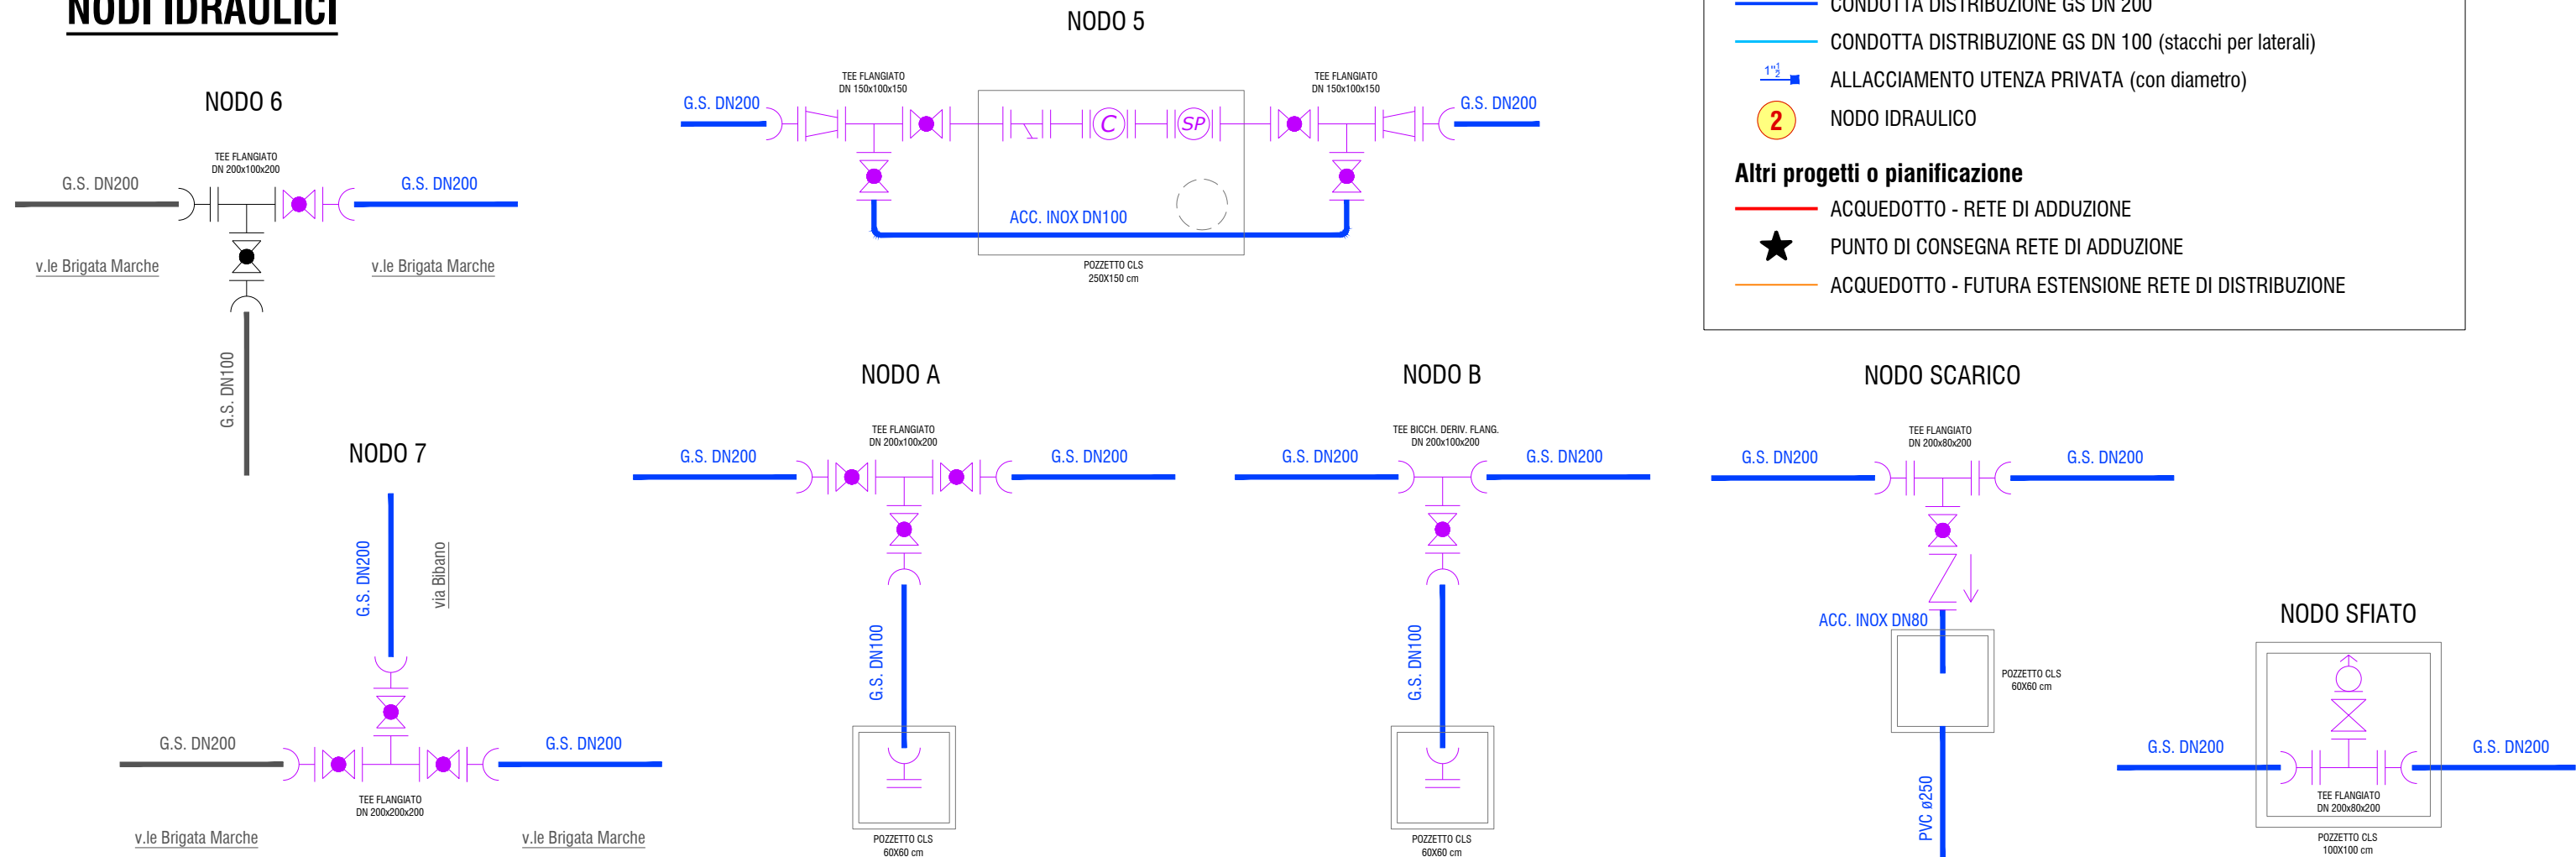 NODI IDRAULICI
NODO 5
TEE FLANGIATO
DN 150x100x150
TEE FLANGIATO
DN 150x100x150
G.S. DN200
G.S. DN200
C
SP
ACC. INOX DN100
POZZETTO CLS
250X150 cm
CONDOTTA DISTRIBUZIONE GS DN 200
CONDOTTA DISTRIBUZIONE GS DN 100 (stacchi per laterali)
1"½
ALLACCIAMENTO UTENZA PRIVATA (con diametro)
2
NODO IDRAULICO
Altri progetti o pianificazione
ACQUEDOTTO - RETE DI ADDUZIONE
PUNTO DI CONSEGNA RETE DI ADDUZIONE
ACQUEDOTTO - FUTURA ESTENSIONE RETE DI DISTRIBUZIONE
NODO 6
TEE FLANGIATO
DN 200x100x200
G.S. DN200
G.S. DN200
v.le Brigata Marche
v.le Brigata Marche
G.S. DN100
NODO 7
G.S. DN200
via Bibano
G.S. DN200
G.S. DN200
TEE FLANGIATO
DN 200x200x200
v.le Brigata Marche
v.le Brigata Marche
NODO A
TEE FLANGIATO
DN 200x100x200
G.S. DN200
G.S. DN200
G.S. DN100
POZZETTO CLS
60X60 cm
NODO B
TEE BICCH. DERIV. FLANG.
DN 200x100x200
G.S. DN200
G.S. DN200
G.S. DN100
POZZETTO CLS
60X60 cm
NODO SCARICO
TEE FLANGIATO
DN 200x80x200
G.S. DN200
G.S. DN200
ACC. INOX DN80
POZZETTO CLS
60X60 cm
PVC ø250
NODO SFIATO
G.S. DN200
G.S. DN200
TEE FLANGIATO
DN 200x80x200
POZZETTO CLS
100X100 cm